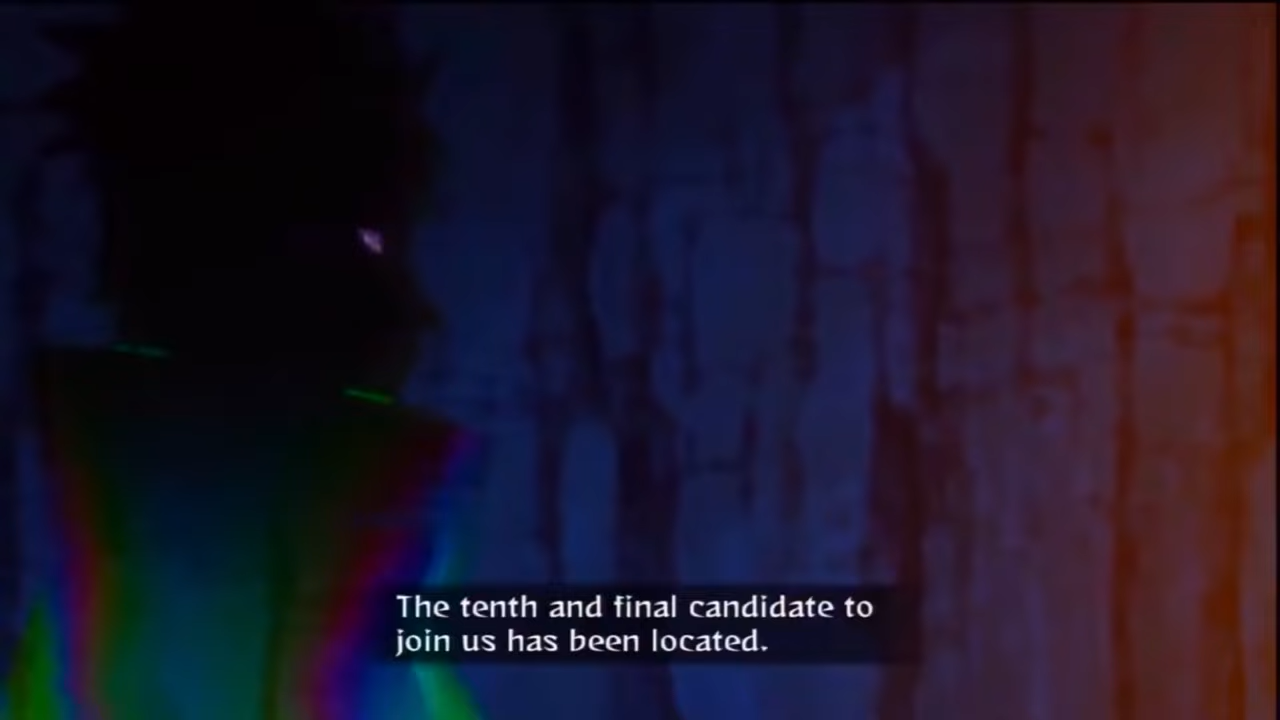 The tenth and final candidate to
join us has been located.